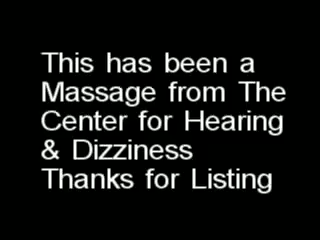 This has been a
Massage from The
Center for Hearing
& Dizziness
Thanks for Listing